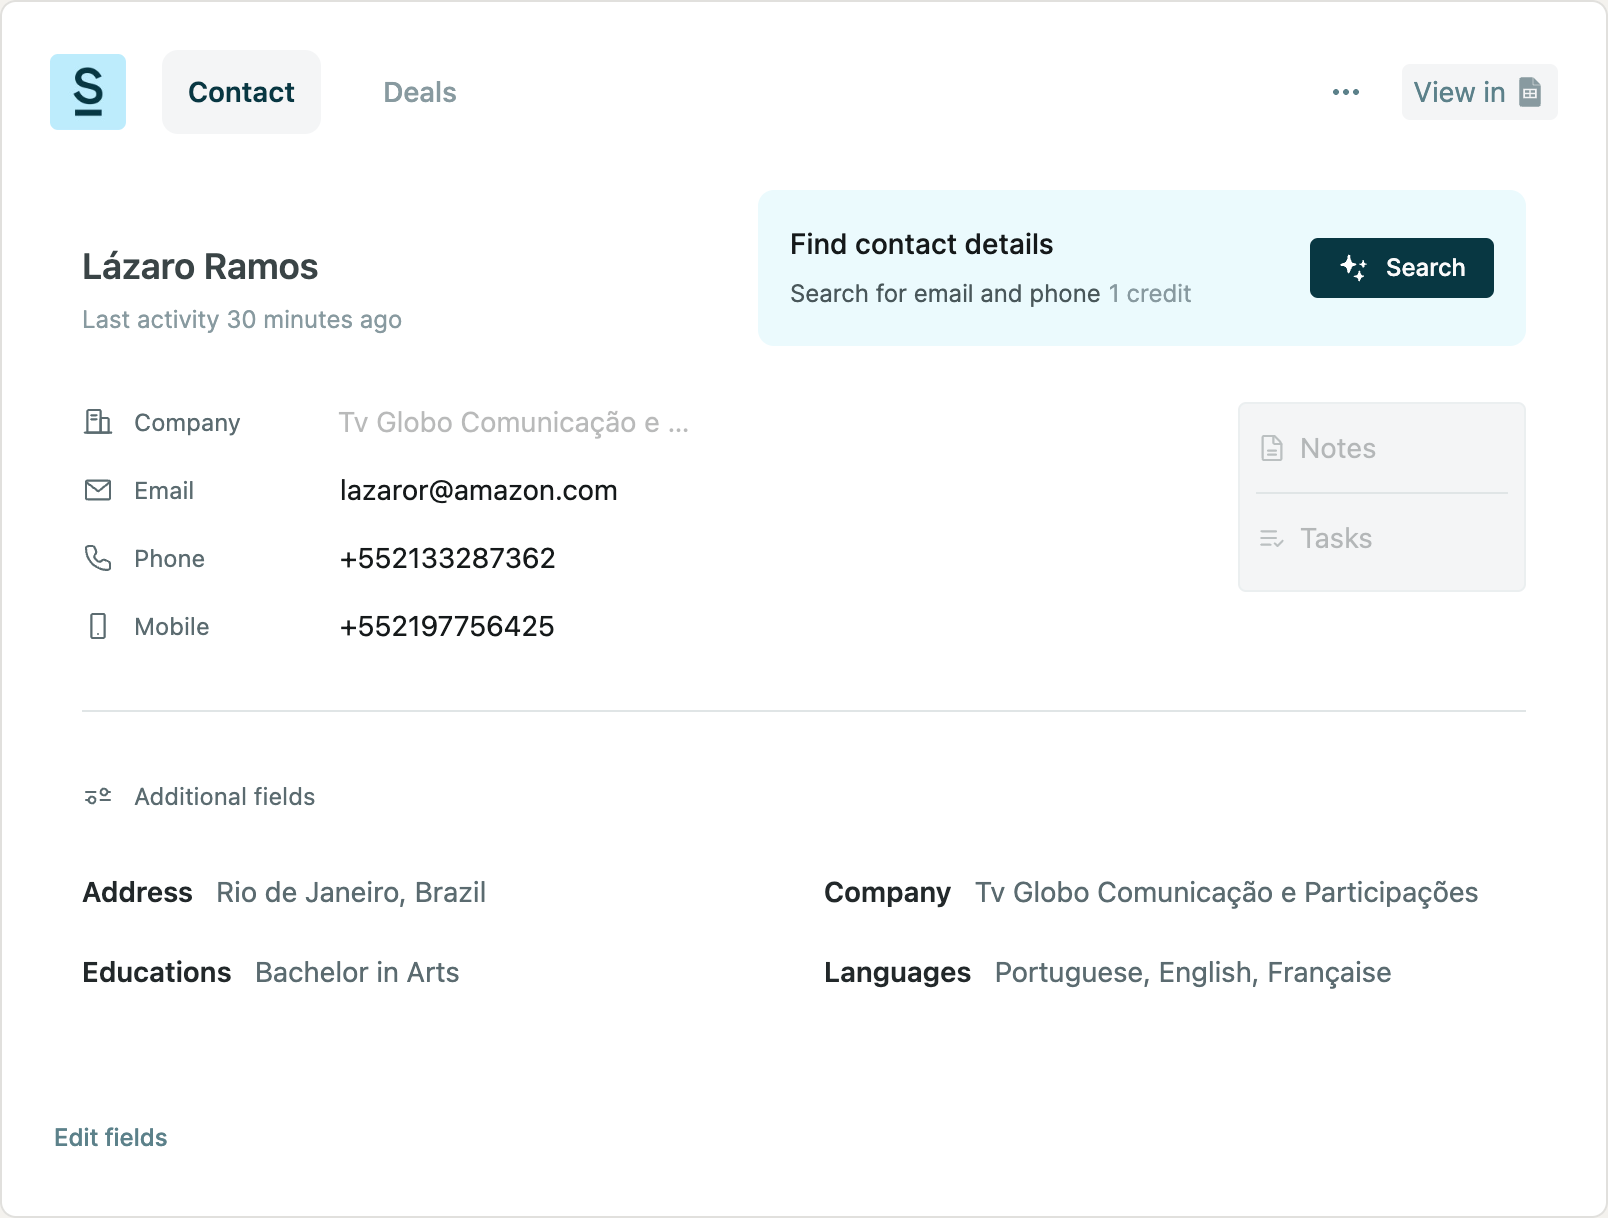 S
Contact
Deals
•••
View in
Lázaro Ramos
Last activity 30 minutes ago
Find contact details
Search for email and phone 1 credit
Search
Company Tv Globo Comunicação e ...
Email lazaror@amazon.com
Phone +552133287362
Mobile +552197756425
Notes
Tasks
Additional fields
Address Rio de Janeiro, Brazil
Company Tv Globo Comunicação e Participações
Educations Bachelor in Arts
Languages Portuguese, English, Française
Edit fields